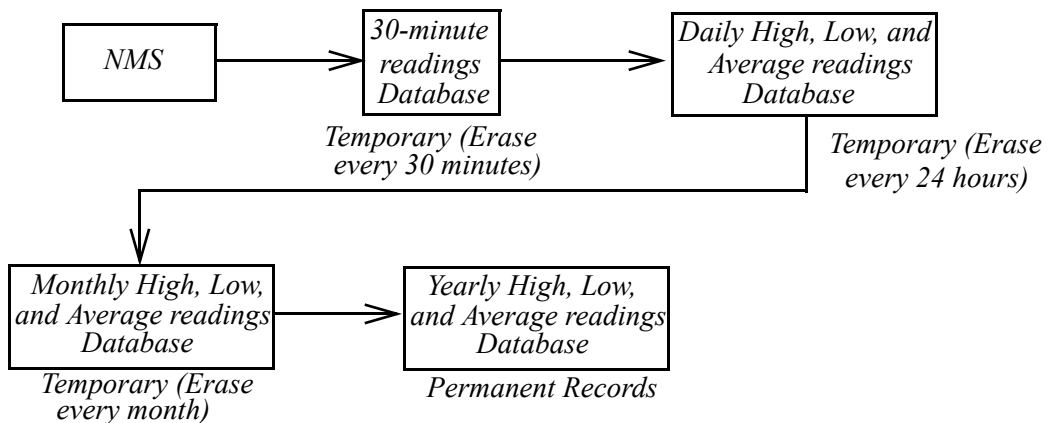 NMS
30-minute
readings
Database
Temporary (Erase
every 30 minutes)
Daily High, Low, and
Average readings
Database
Temporary (Erase
every 24 hours)
Monthly High, Low,
and Average readings
Database
Temporary (Erase
every month)
Yearly High, Low,
and Average readings
Database
Permanent Records